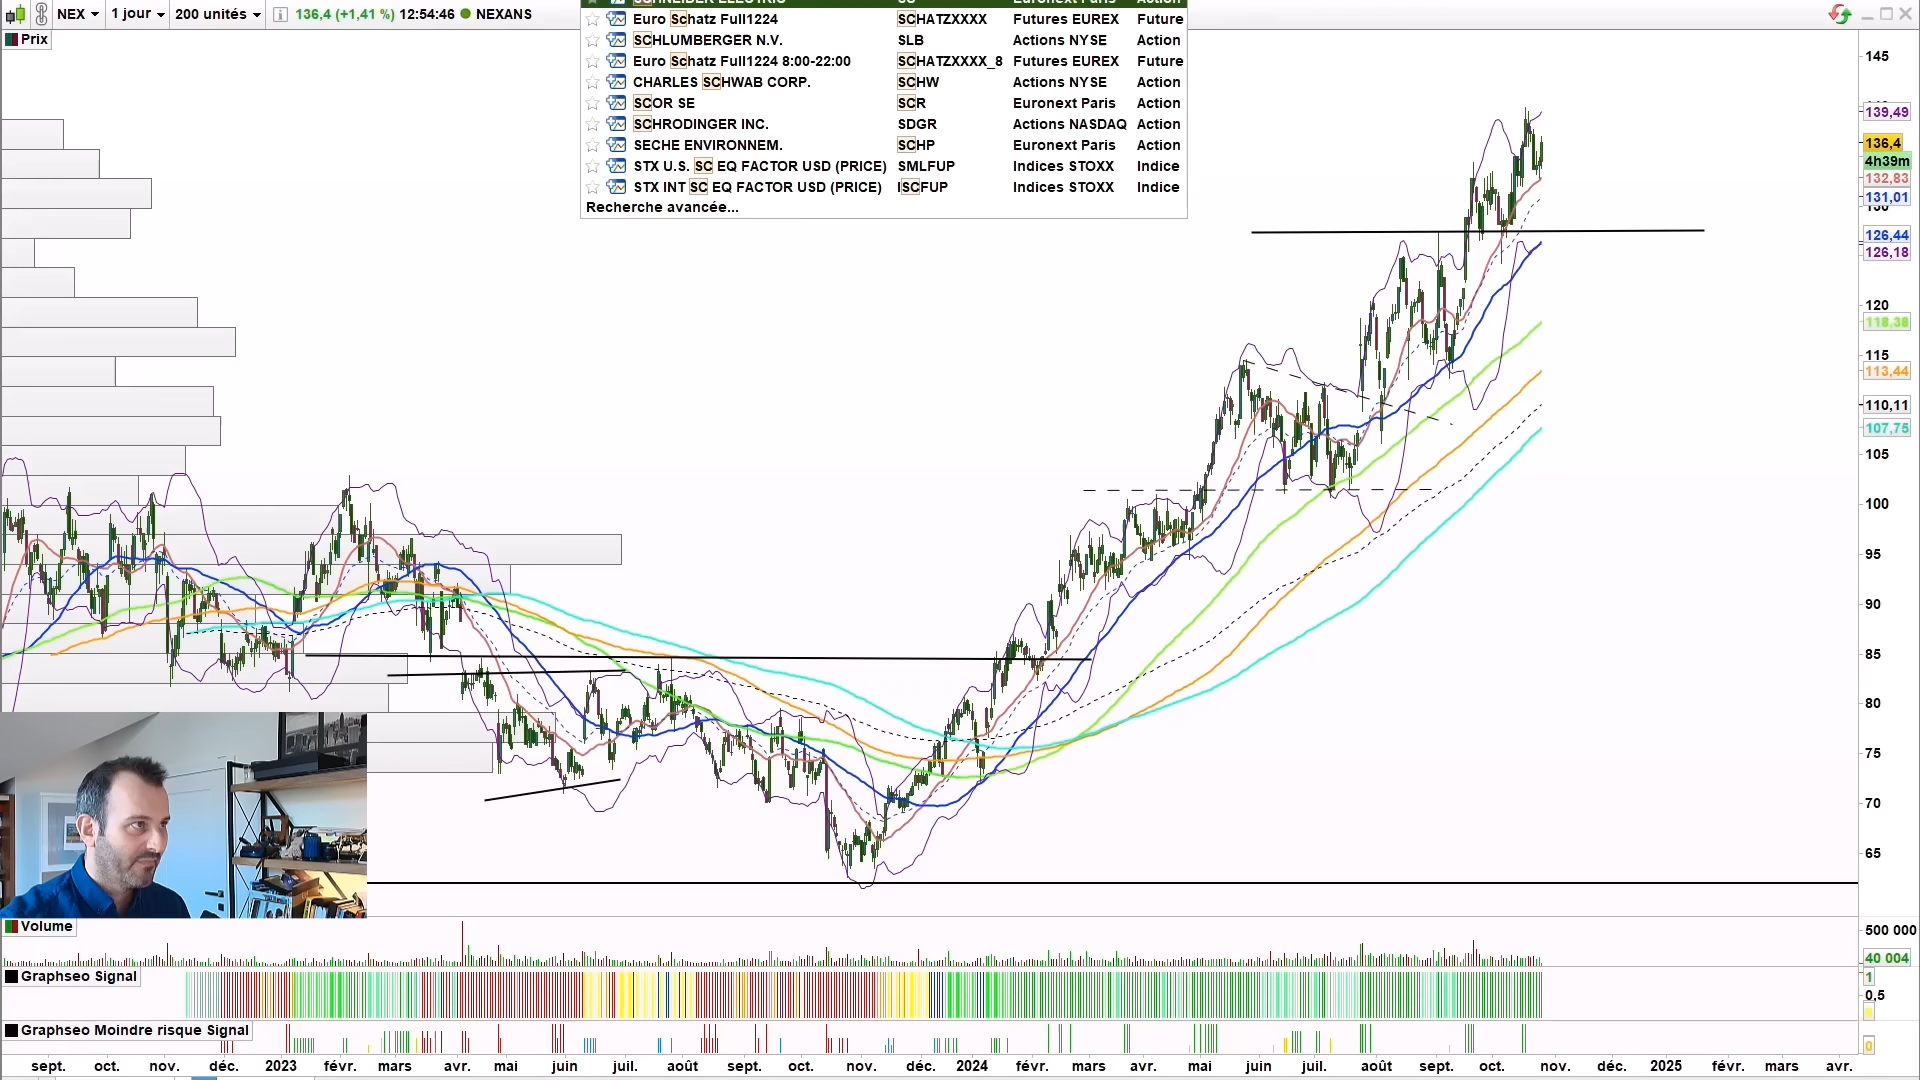 NEX 1 jour 200 unités 136,4 (+1,41 %) 12:54:46 NEXANS
Prix
SCHNEIDER ELECTRIC SU Euronext Paris Action
Euro Schatz Full1224 SCHATZXXXX Futures EUREX Future
SCHLUMBERGER N.V. SLB Actions NYSE Action
Euro Schatz Full1224 8:00-22:00 SCHATZXXXX_8 Futures EUREX Future
CHARLES SCHWAB CORP. SCHW Actions NYSE Action
SCOR SE SCR Euronext Paris Action
SCHRODINGER INC. SDGR Actions NASDAQ Action
SECHE ENVIRONNEM. SCHP Euronext Paris Action
STX U.S. SC EQ FACTOR USD (PRICE) SMLFUP Indices STOXX Indice
STX INT SC EQ FACTOR USD (PRICE) ISCFUP Indices STOXX Indice
Recherche avancée...
145
139,49
136,4
4h39m
132,83
131,01
130
126,44
126,18
120
118,38
115
113,44
110,11
107,75
105
100
95
90
85
80
75
70
65
Volume
500 000
40 004
Graphseo Signal
1
0,5
Graphseo Moindre risque Signal
0
sept. oct. nov. déc. 2023 févr. mars avr. mai juin juil. août sept. oct. nov. déc. 2024 févr. mars avr. mai juin juil. août sept. oct. nov. déc. 2025 févr. mars avr.